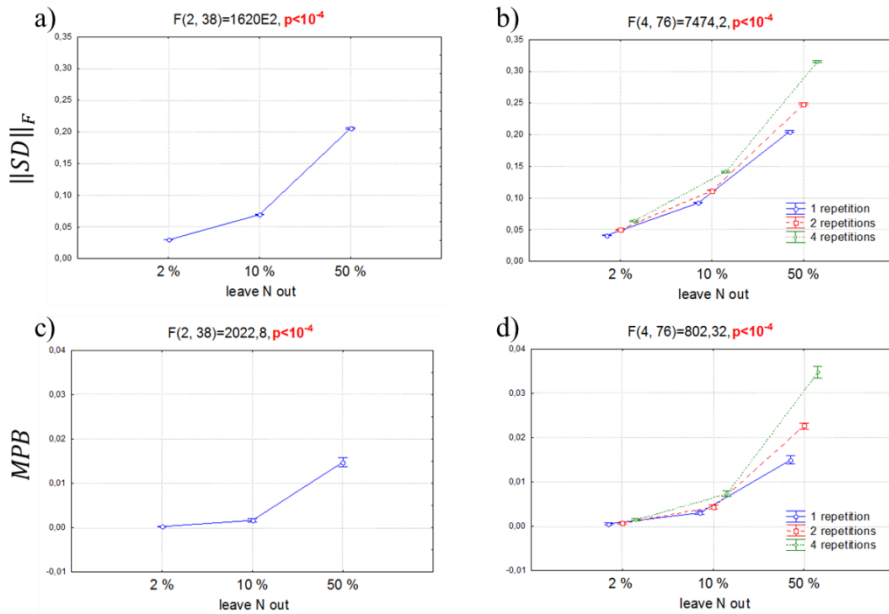 a)
F(2, 38)=1620E2, p<10⁻⁴
0,35
0,30
0,25
0,20
0,15
0,10
0,05
0,00
‖SD‖F
2 %
10 %
50 %
leave N out
b)
F(4, 76)=7474,2, p<10⁻⁴
0,35
0,30
0,25
0,20
0,15
0,10
0,05
0,00
1 repetition
2 repetitions
4 repetitions
2 %
10 %
50 %
leave N out
c)
F(2, 38)=2022,8, p<10⁻⁴
0,04
0,03
0,02
0,01
0,00
-0,01
MPB
2 %
10 %
50 %
leave N out
d)
F(4, 76)=802,32, p<10⁻⁴
0,04
0,03
0,02
0,01
0,00
-0,01
1 repetition
2 repetitions
4 repetitions
2 %
10 %
50 %
leave N out